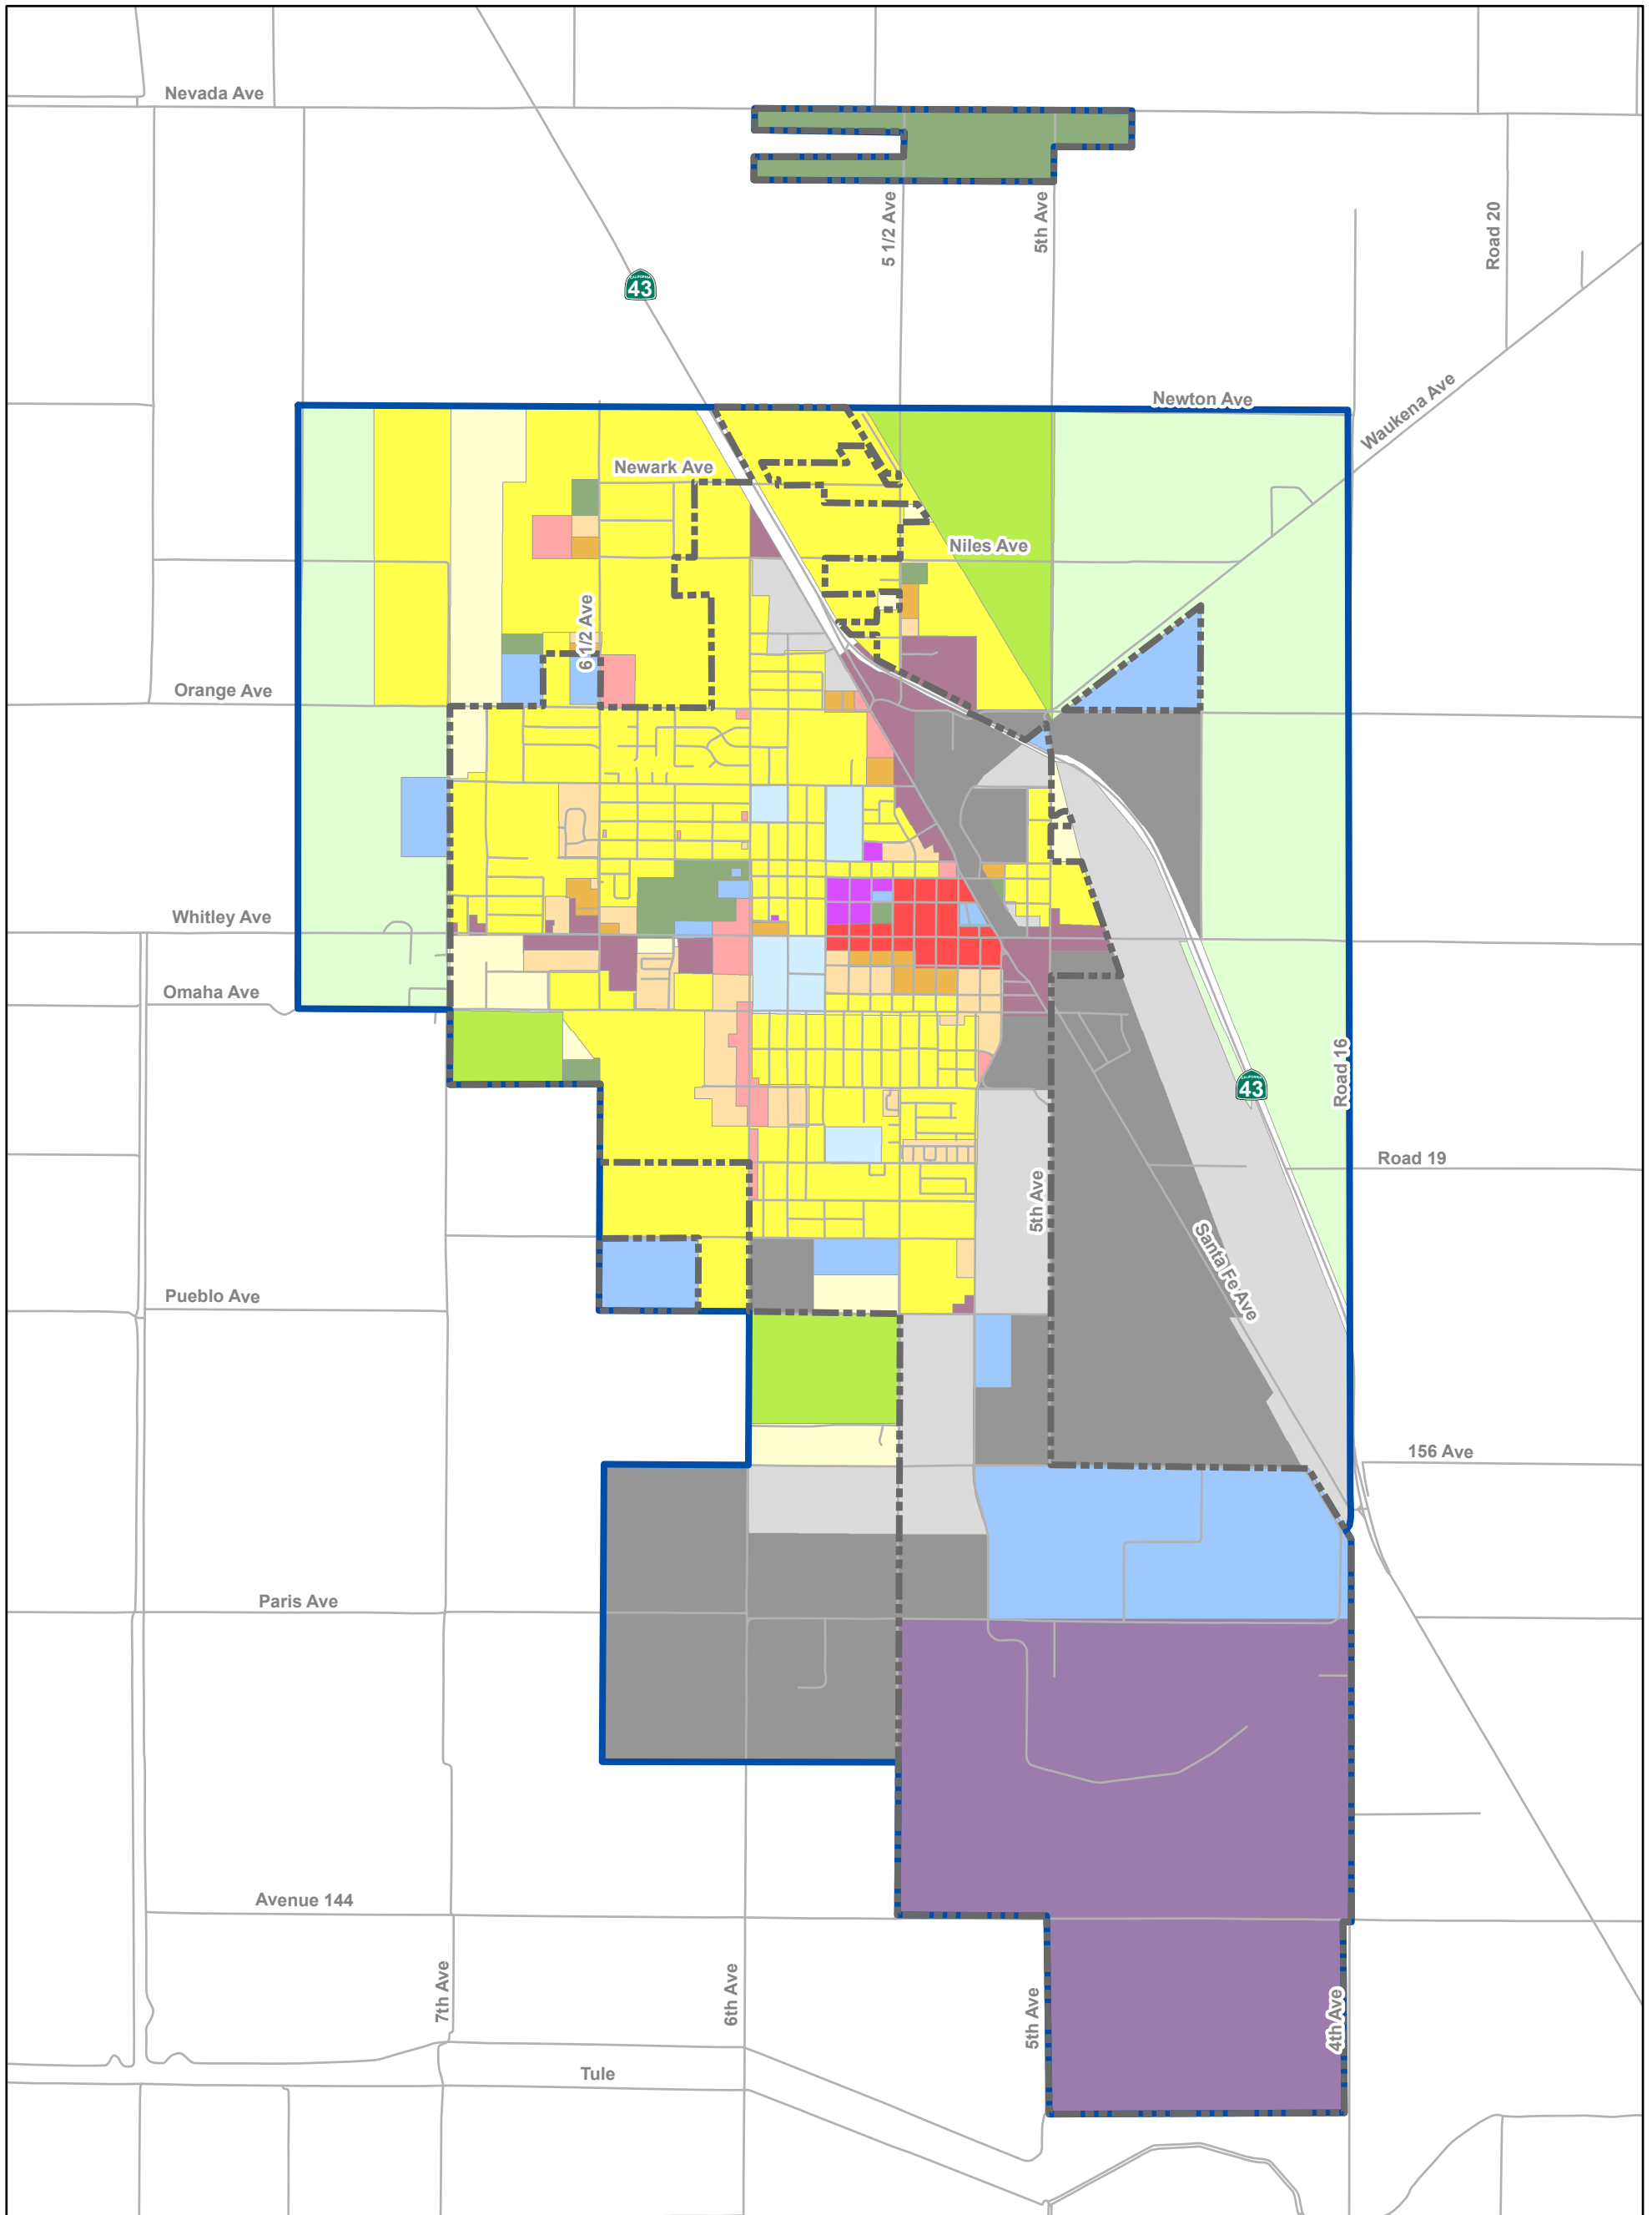 Nevada Ave
5 1/2 Ave
5th Ave
Road 20
CALIFORNIA
43
Newton Ave
Waukena Ave
Newark Ave
Niles Ave
6 1/2 Ave
Orange Ave
Whitley Ave
Omaha Ave
Road 16
CALIFORNIA
43
Road 19
5th Ave
Santa Fe Ave
Pueblo Ave
156 Ave
Paris Ave
Avenue 144
7th Ave
6th Ave
5th Ave
4th Ave
Tule